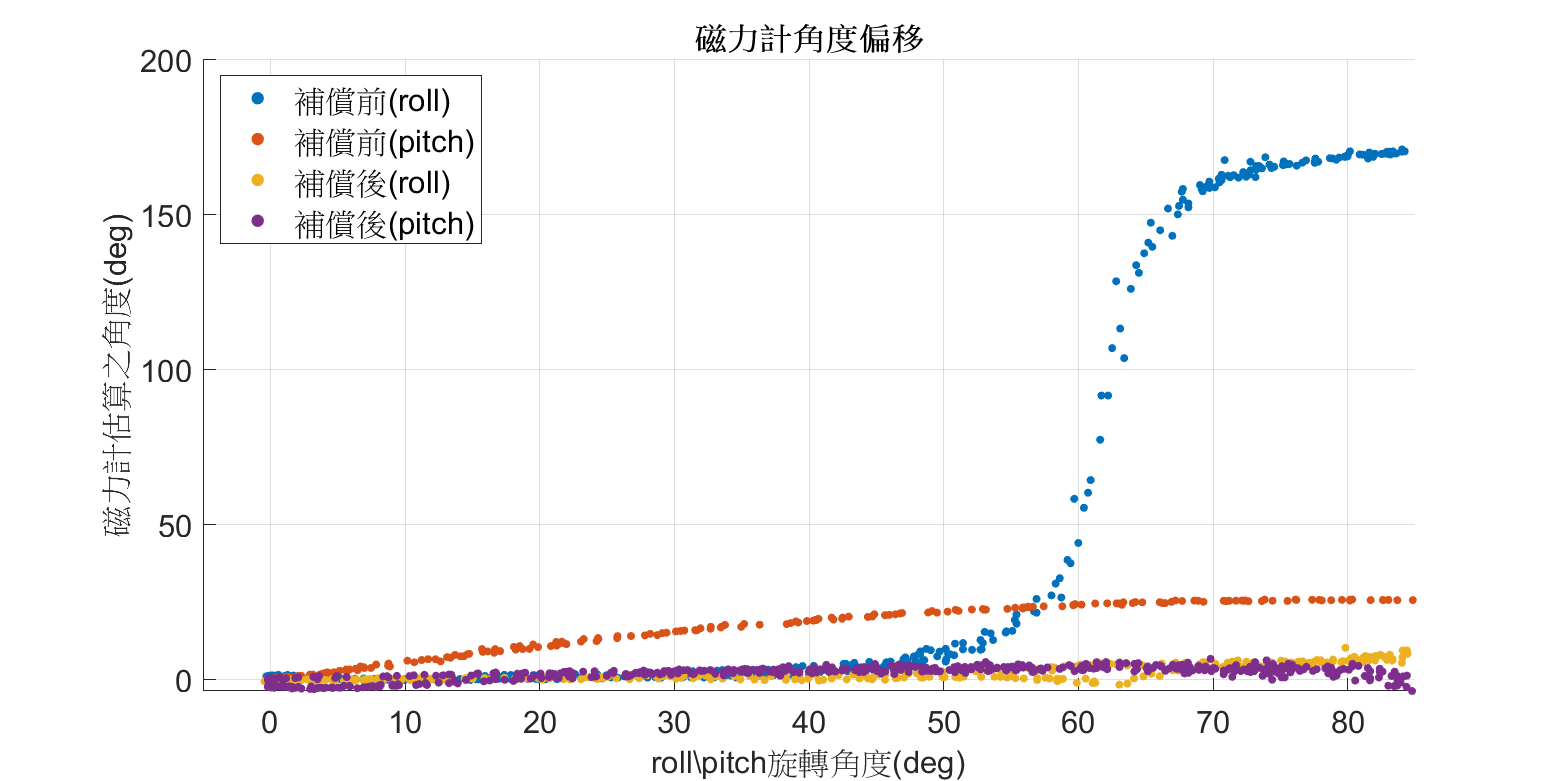 磁力計角度偏移
200
150
100
50
0
磁力計估算之角度(deg)
補償前(roll)
補償前(pitch)
補償後(roll)
補償後(pitch)
0 10 20 30 40 50 60 70 80
roll\pitch旋轉角度(deg)